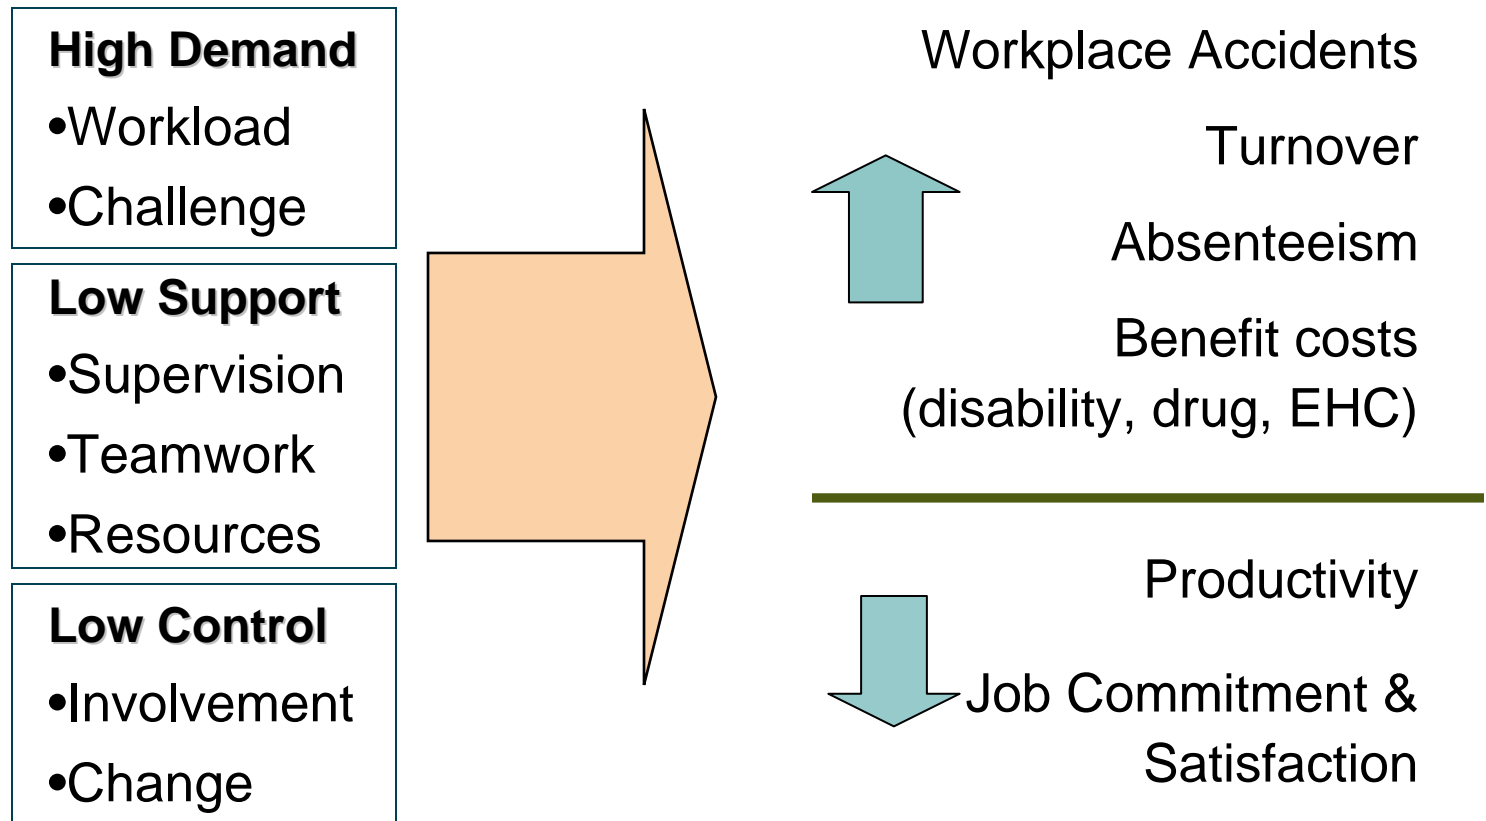 High Demand
•Workload
•Challenge
Low Support
•Supervision
•Teamwork
•Resources
Low Control
•Involvement
•Change
Workplace Accidents
Turnover
Absenteeism
Benefit costs
(disability, drug, EHC)
Productivity
Job Commitment &
Satisfaction